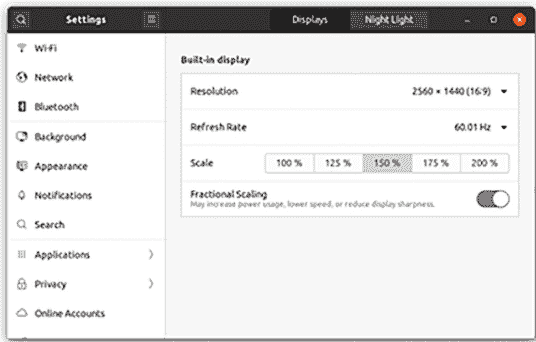 Settings
Displays
Night Light
Wi-Fi
Network
Bluetooth
Background
Appearance
Notifications
Search
Applications
Privacy
Online Accounts
Built-in display
Resolution 2560 × 1440 (16:9)
Refresh Rate 60.01 Hz
Scale 100 % 125 % 150 % 175 % 200 %
Fractional Scaling
May increase power usage, lower speed, or reduce display sharpness.